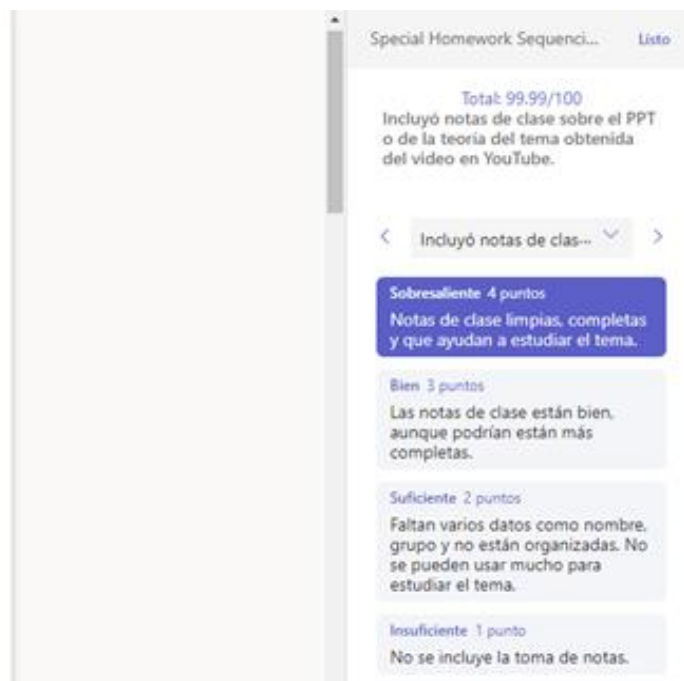 Special Homework Sequenci...
Listo
Total: 99.99/100
Incluyó notas de clase sobre el PPT
o de la teoría del tema obtenida
del video en YouTube.
Incluyó notas de clas...
Sobresaliente 4 puntos
Notas de clase limpias, completas
y que ayudan a estudiar el tema.
Bien 3 puntos
Las notas de clase están bien,
aunque podrían están más
completas.
Suficiente 2 puntos
Faltan varios datos como nombre,
grupo y no están organizadas. No
se pueden usar mucho para
estudiar el tema.
Insuficiente 1 punto
No se incluye la toma de notas.